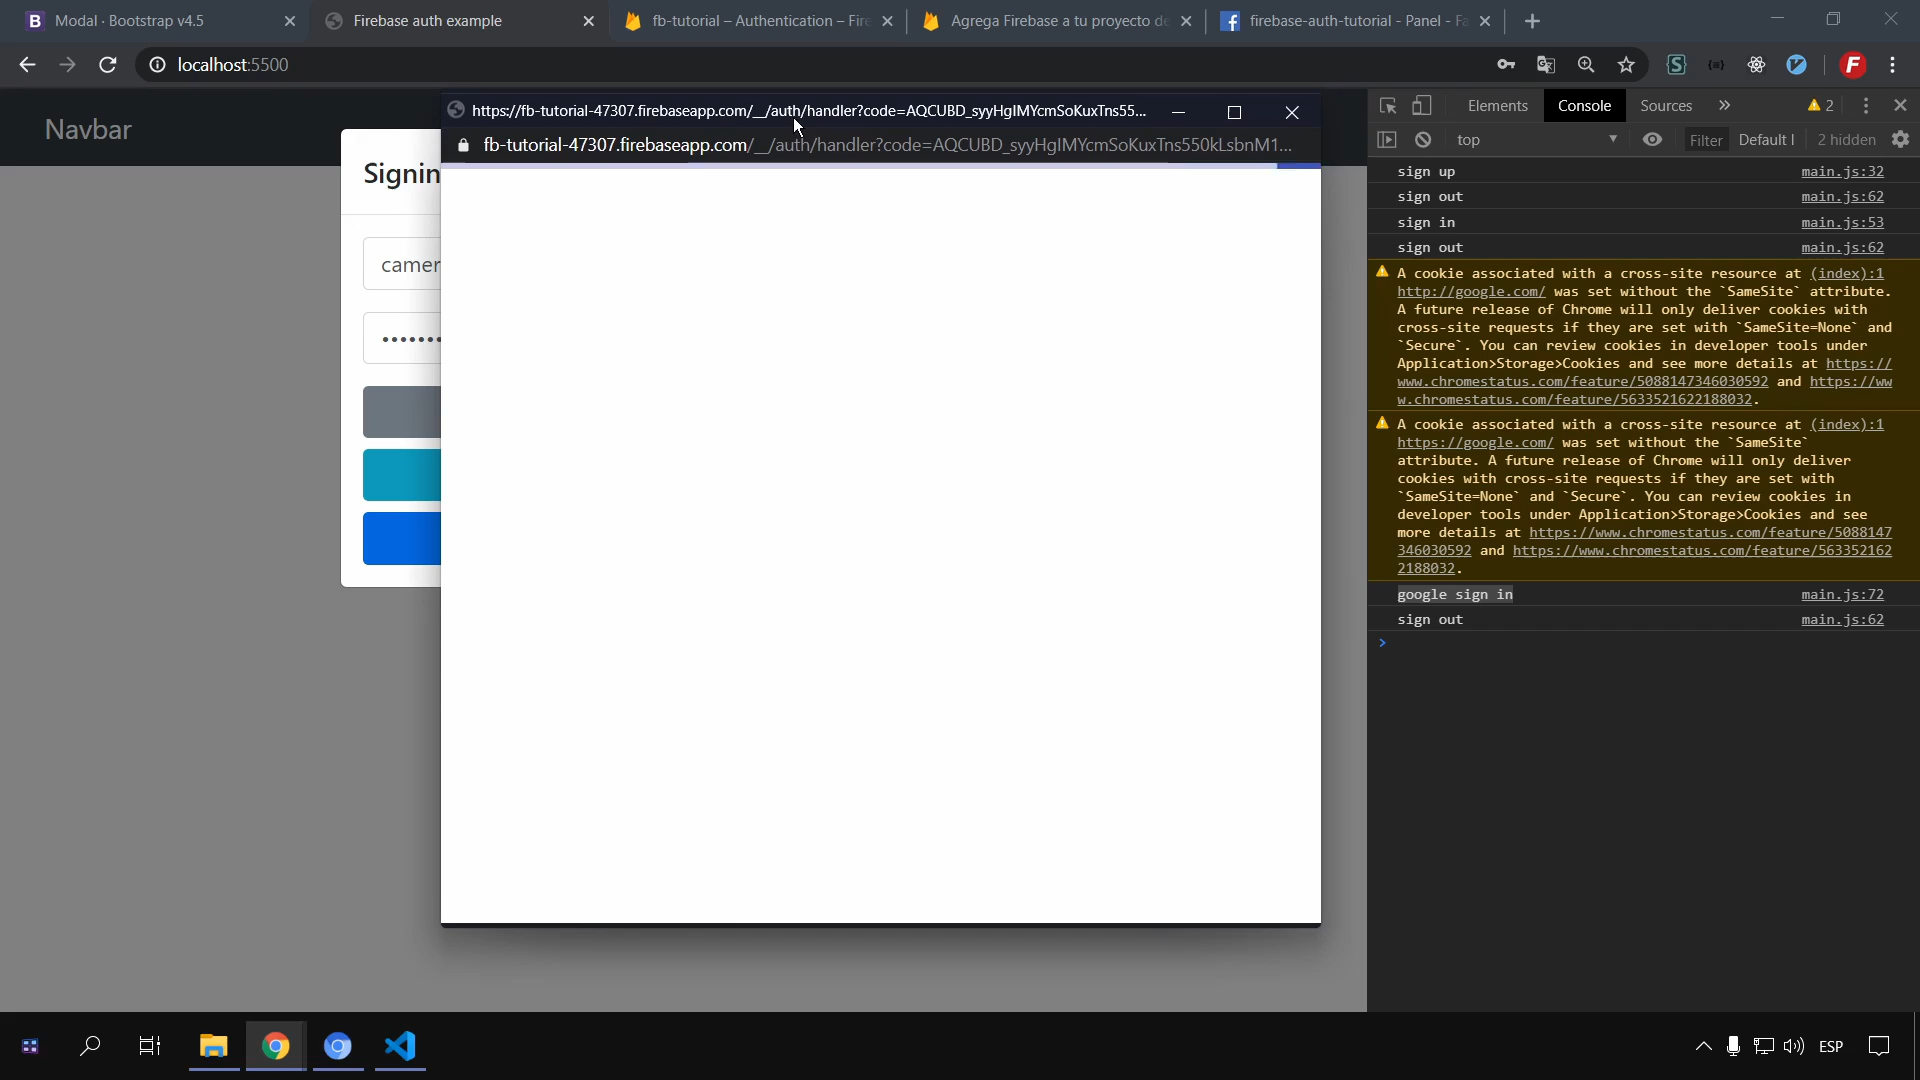 Modal · Bootstrap v4.5
Firebase auth example
fb-tutorial – Authentication – Fire
Agrega Firebase a tu proyecto de
firebase-auth-tutorial - Panel - Fa
localhost:5500
Navbar
Signin
camer
https://fb-tutorial-47307.firebaseapp.com/__/auth/handler?code=AQCUBD_syyHgIMYcmSoKuxTns55...
fb-tutorial-47307.firebaseapp.com/__/auth/handler?code=AQCUBD_syyHgIMYcmSoKuxTns550kLsbnM1...
Elements
Console
Sources
2
top
Filter
Default l
2 hidden
sign up main.js:32
sign out main.js:62
sign in main.js:53
sign out main.js:62
A cookie associated with a cross-site resource at (index):1
http://google.com/ was set without the `SameSite` attribute.
A future release of Chrome will only deliver cookies with
cross-site requests if they are set with `SameSite=None` and
`Secure`. You can review cookies in developer tools under
Application>Storage>Cookies and see more details at https://
www.chromestatus.com/feature/5088147346030592 and https://ww
w.chromestatus.com/feature/5633521622188032.
A cookie associated with a cross-site resource at (index):1
https://google.com/ was set without the `SameSite`
attribute. A future release of Chrome will only deliver
cookies with cross-site requests if they are set with
`SameSite=None` and `Secure`. You can review cookies in
developer tools under Application>Storage>Cookies and see
more details at https://www.chromestatus.com/feature/5088147
346030592 and https://www.chromestatus.com/feature/563352162
2188032.
google sign in main.js:72
sign out main.js:62
ESP